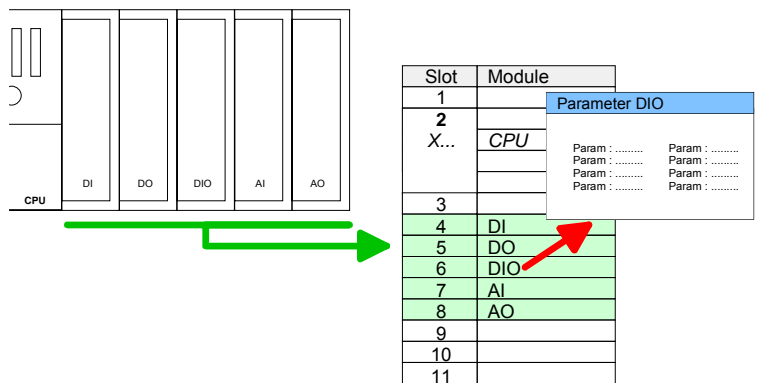 DI DO DIO AI AO
CPU
Slot Module
1
2
X... CPU
3
4 DI
5 DO
6 DIO
7 AI
8 AO
9
10
11
Parameter DIO
Param : ......... Param : .........
Param : ......... Param : .........
Param : ......... Param : .........
Param : ......... Param : .........